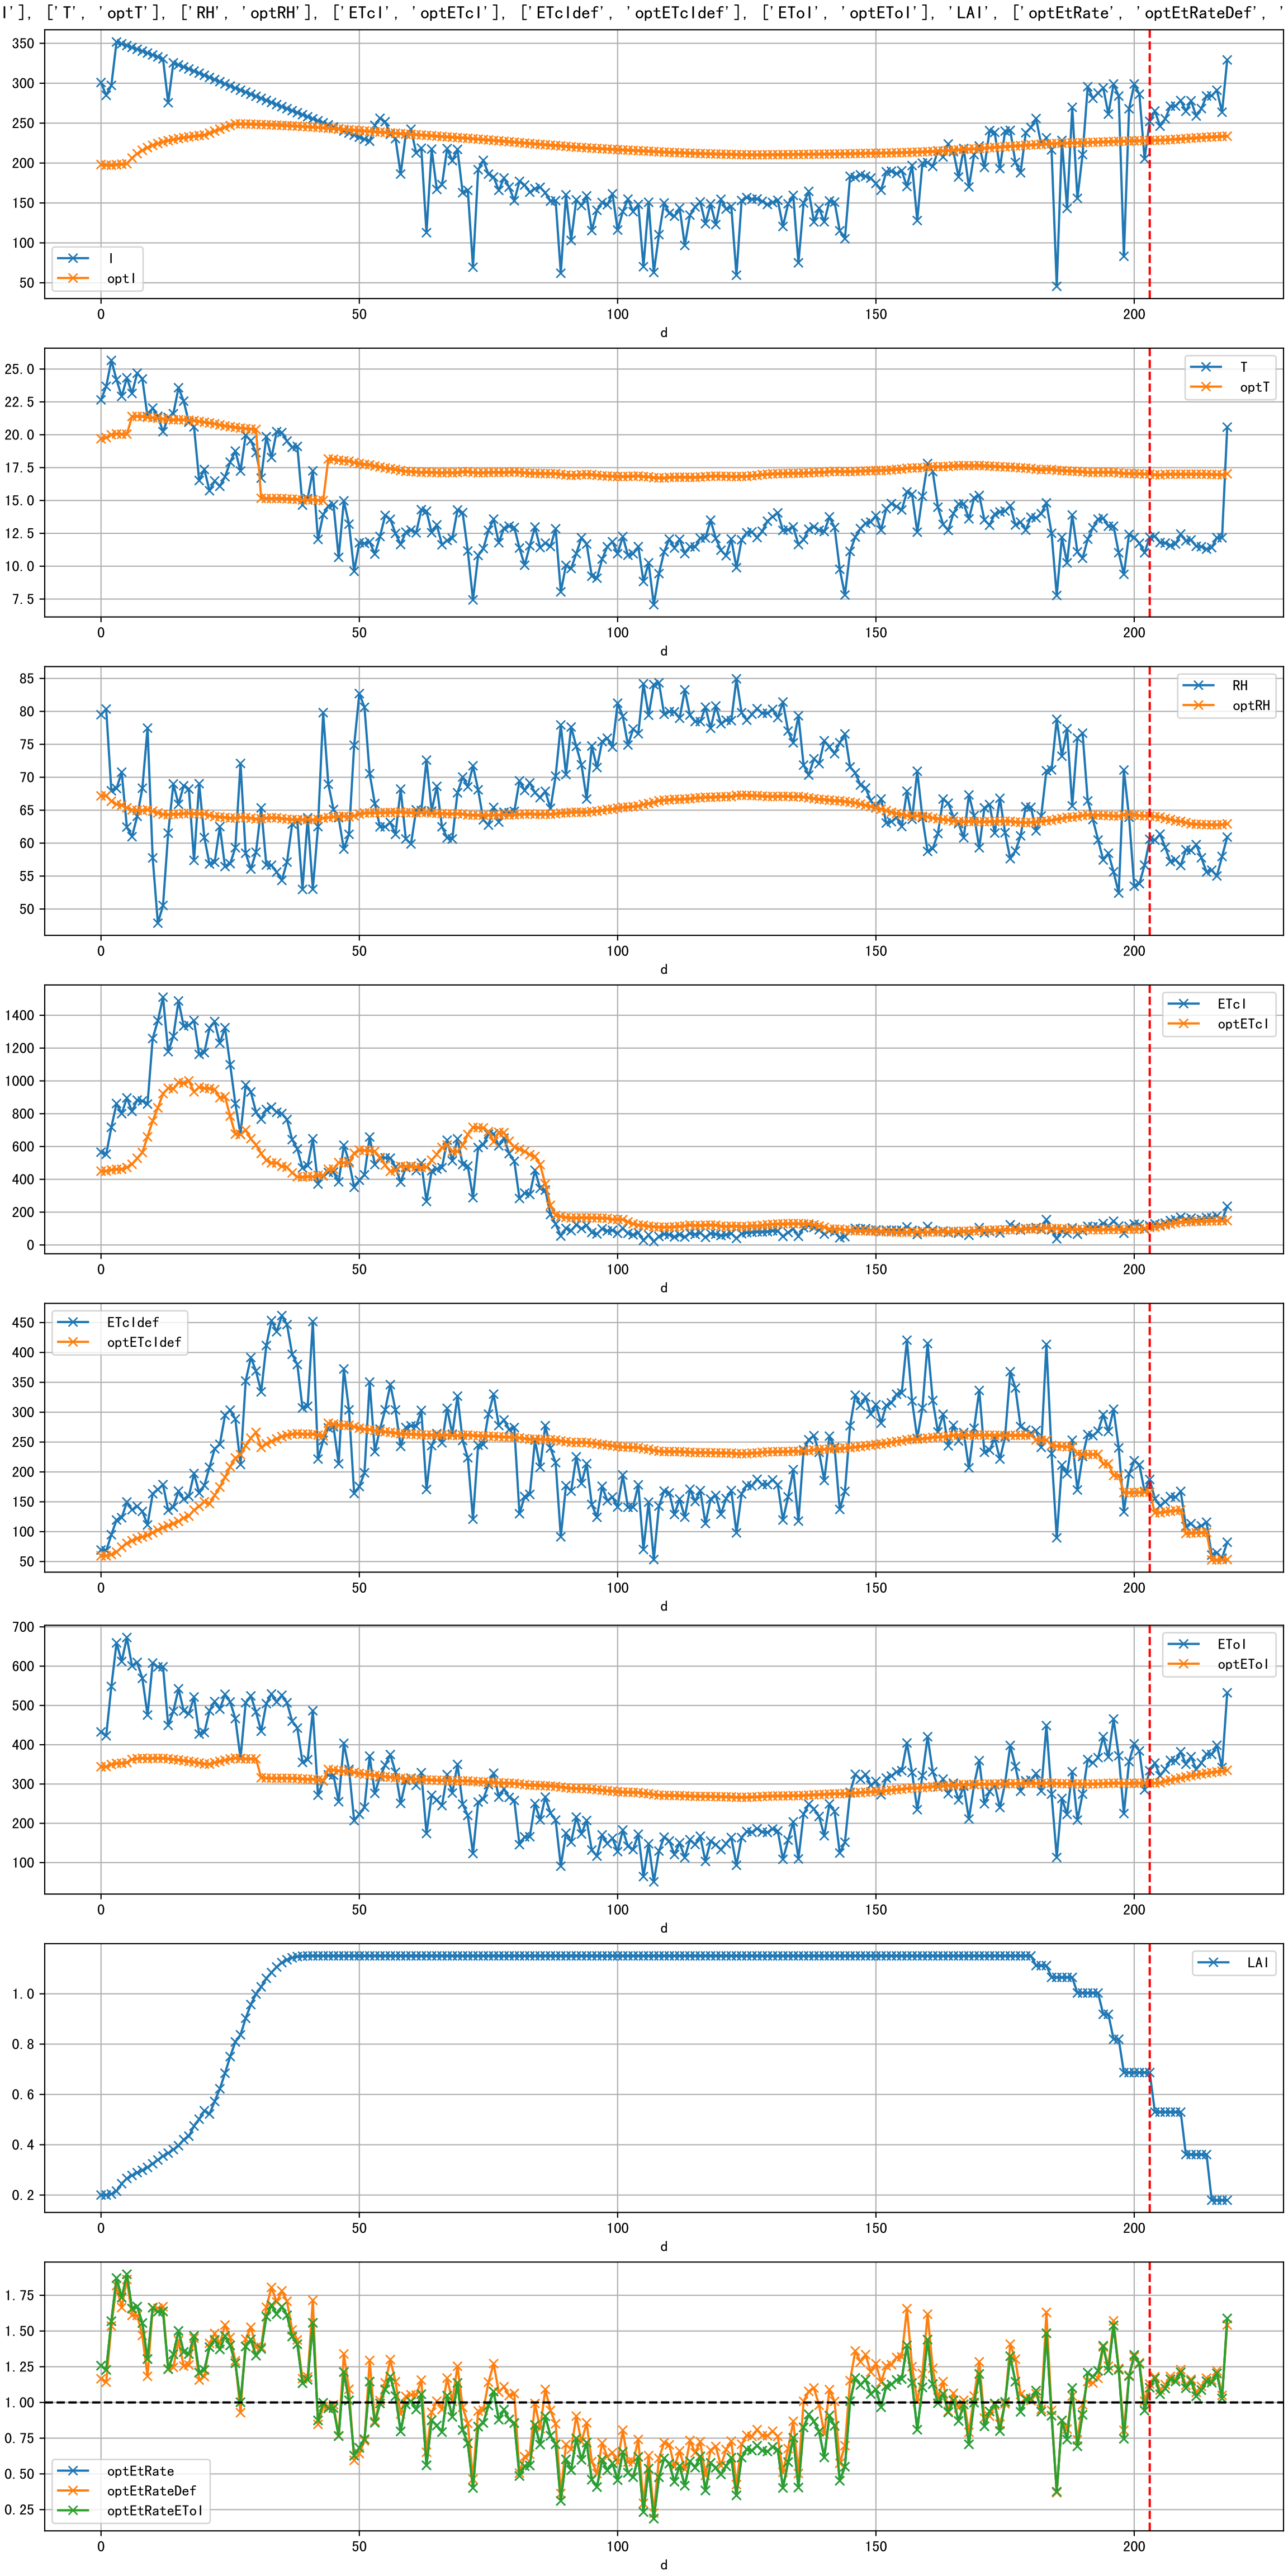 I'], ['T', 'optT'], ['RH', 'optRH'], ['ETcI', 'optETcI'], ['ETcIdef', 'optETcIdef'], ['EToI', 'optEToI'], 'LAI', ['optEtRate', 'optEtRateDef', '
350
300
250
200
150
100
50
I
optI
0 50 100 150 200
d
25.0
22.5
20.0
17.5
15.0
12.5
10.0
7.5
T
optT
0 50 100 150 200
d
85
80
75
70
65
60
55
50
RH
optRH
0 50 100 150 200
d
1400
1200
1000
800
600
400
200
0
ETcI
optETcI
0 50 100 150 200
d
450
400
350
300
250
200
150
100
50
ETcIdef
optETcIdef
0 50 100 150 200
d
700
600
500
400
300
200
100
EToI
optEToI
0 50 100 150 200
d
1.0
0.8
0.6
0.4
0.2
LAI
0 50 100 150 200
d
1.75
1.50
1.25
1.00
0.75
0.50
0.25
optEtRate
optEtRateDef
optEtRateEToI
0 50 100 150 200
d